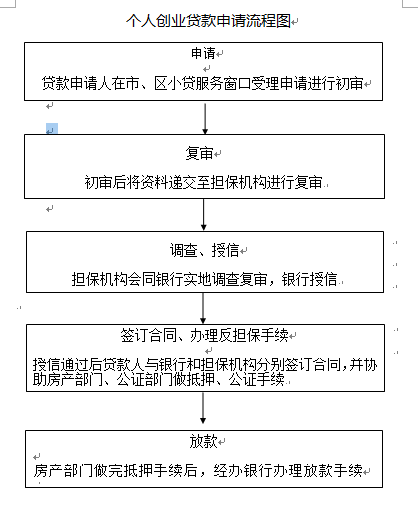 个人创业贷款申请流程图
申请
贷款申请人在市、区小贷服务窗口受理申请进行初审
复审
初审后将资料递交至担保机构进行复审
调查、授信
担保机构会同银行实地调查复审，银行授信
签订合同、办理反担保手续
授信通过后贷款人与银行和担保机构分别签订合同,并协
助房产部门、公证部门做抵押、公证手续
放款
房产部门做完抵押手续后，经办银行办理放款手续